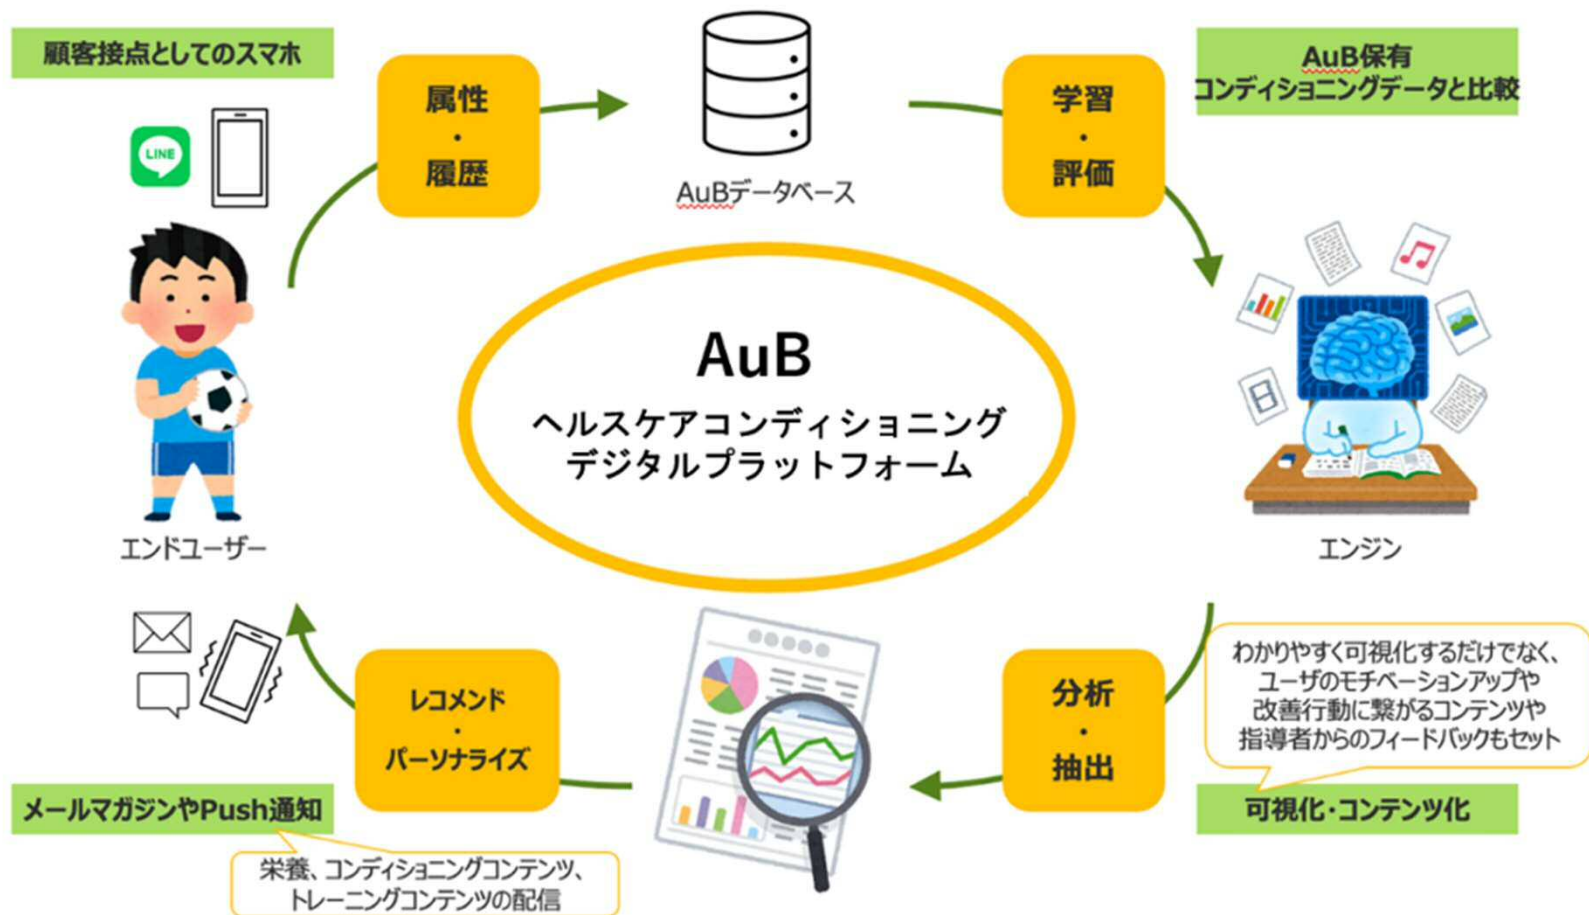 顧客接点としてのスマホ
属性
・
履歴
AuBデータベース
学習
・
評価
AuB保有
コンディショニングデータと比較
LINE
AuB
ヘルスケアコンディショニング
デジタルプラットフォーム
エンドユーザー
エンジン
レコメンド
・
パーソナライズ
分析
・
抽出
わかりやすく可視化するだけでなく、
ユーザのモチベーションアップや
改善行動に繋がるコンテンツや
指導者からのフィードバックもセット
メールマガジンやPush通知
可視化・コンテンツ化
栄養、コンディショニングコンテンツ、
トレーニングコンテンツの配信